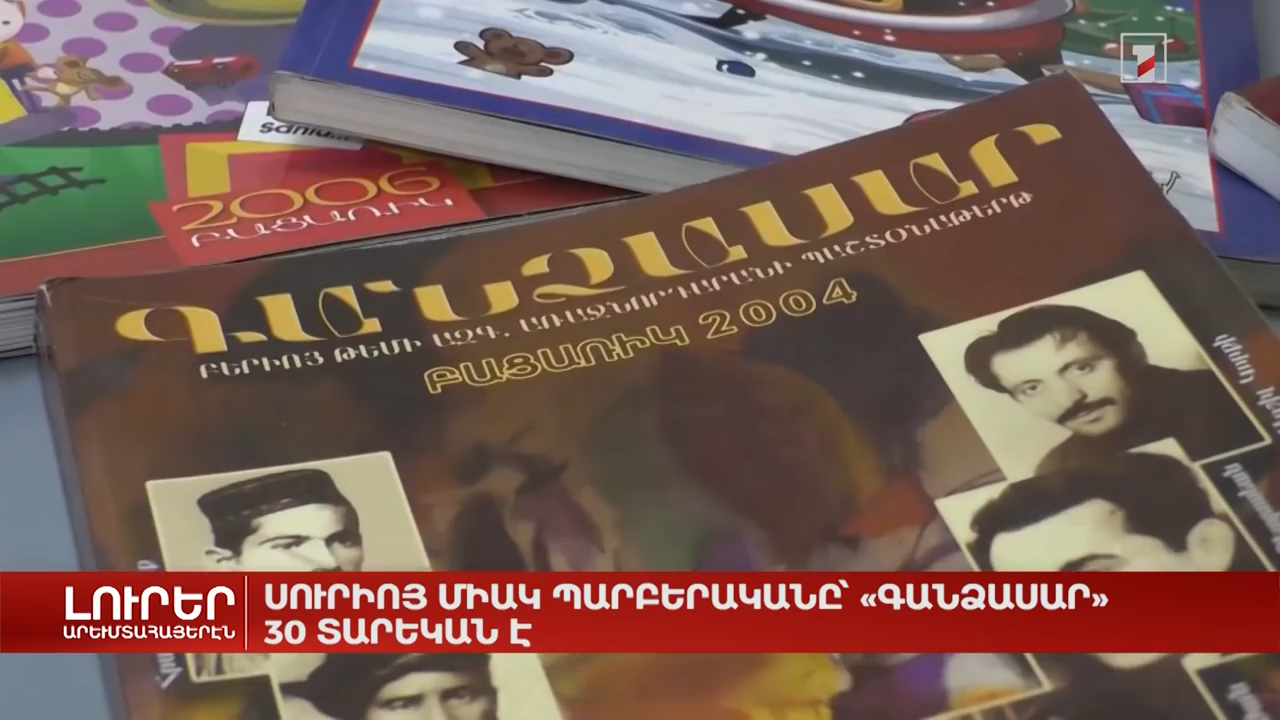 2006
ԲԱՑԱՌԻԿ
ԳԱՆՁԱՍԱՐ
ԲԵՐԻՈՅ ԹԵՄԻ ԱԶԳ. ԱՌԱՋՆՈՐԴԱՐԱՆԻ ՊԱՇՏՕՆԱԹԵՐԹ
ԲԱՑԱՌԻԿ 2004
ԼՈՒՐԵՐ
ԱՐԵՒՄՏԱՀԱՅԵՐԷՆ
ՍՈՒՐԻՈՅ ՄԻԱԿ ՊԱՐԲԵՐԱԿԱՆԸ՝ «ԳԱՆՁԱՍԱՐ»
30 ՏԱՐԵԿԱՆ Է